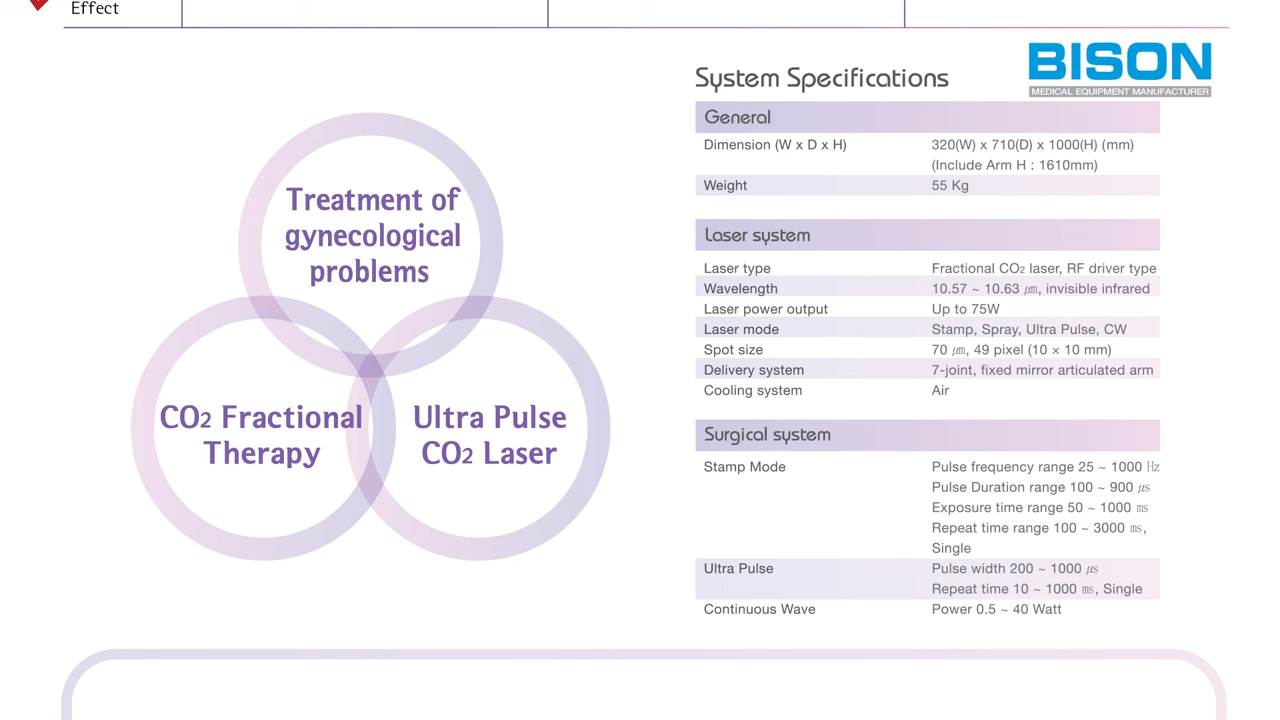 Effect
BISON
MEDICAL EQUIPMENT MANUFACTURER
System Specifications
General
Dimension (W x D x H) 320(W) x 710(D) x 1000(H) (mm)
(Include Arm H : 1610mm)
Weight 55 Kg
Laser system
Laser type Fractional CO2 laser, RF driver type
Wavelength 10.57 ~ 10.63 ㎛, invisible infrared
Laser power output Up to 75W
Laser mode Stamp, Spray, Ultra Pulse, CW
Spot size 70 ㎛, 49 pixel (10 × 10 mm)
Delivery system 7-joint, fixed mirror articulated arm
Cooling system Air
Surgical system
Stamp Mode Pulse frequency range 25 ~ 1000 ㎐
Pulse Duration range 100 ~ 900 ㎲
Exposure time range 50 ~ 1000 ㎳
Repeat time range 100 ~ 3000 ㎳,
Single
Ultra Pulse Pulse width 200 ~ 1000 ㎲
Repeat time 10 ~ 1000 ㎳, Single
Continuous Wave Power 0.5 ~ 40 Watt
Treatment of
gynecological
problems
CO2 Fractional
Therapy
Ultra Pulse
CO2 Laser